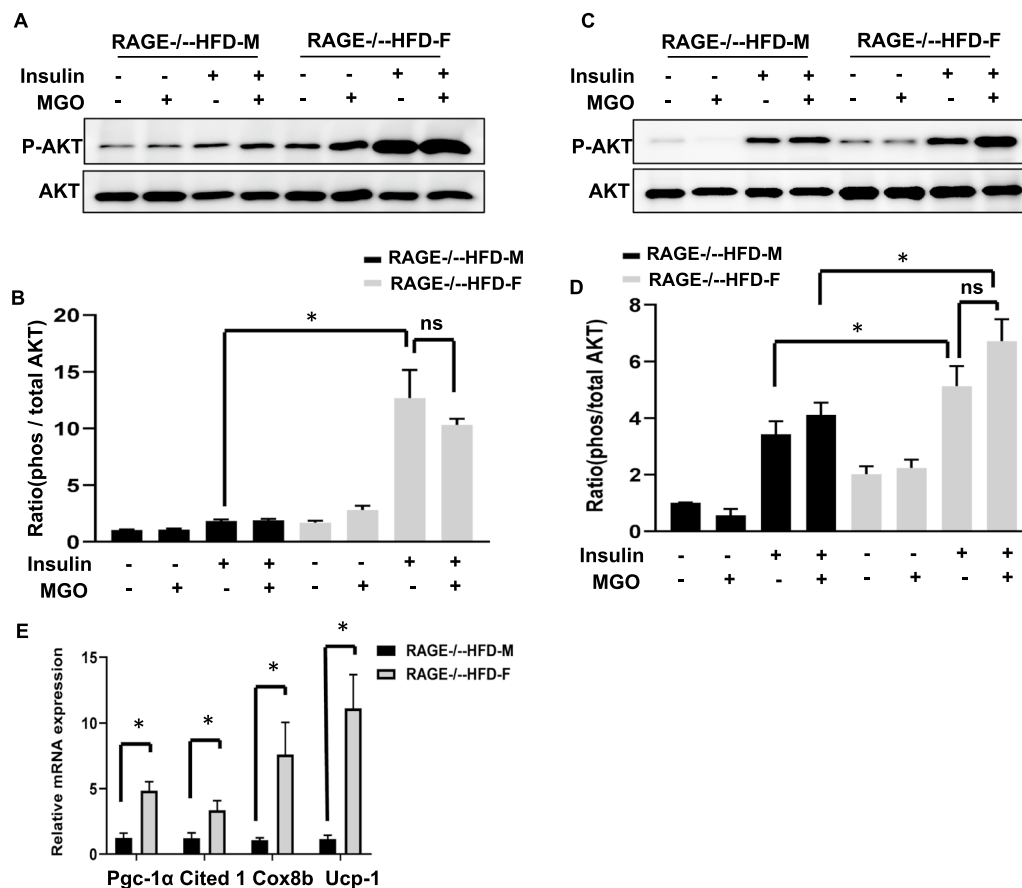 A
RAGE-/--HFD-M RAGE-/--HFD-F
Insulin - - + + - - + +
MGO - + - + - + - +
P-AKT
AKT
C
RAGE-/--HFD-M RAGE-/--HFD-F
Insulin - - + + - - + +
MGO - + - + - + - +
P-AKT
AKT
B
RAGE-/--HFD-M
RAGE-/--HFD-F
Ratio(phos / total AKT)
20
15
10
5
0
*
ns
Insulin - - + + - - + +
MGO - + - + - + - +
D
RAGE-/--HFD-M
RAGE-/--HFD-F
Ratio(phos/total AKT)
8
6
4
2
0
*
*
ns
Insulin - - + + - - + +
MGO - + - + - + - +
E
RAGE-/--HFD-M
RAGE-/--HFD-F
Relative mRNA expression
15
10
5
0
* * * *
Pgc-1α Cited 1 Cox8b Ucp-1